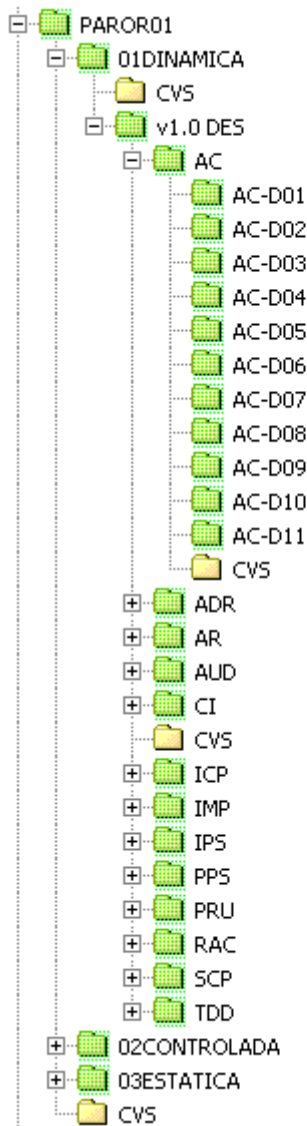 PAROR01
01DINAMICA
CVS
v1.0 DES
AC
AC-D01
AC-D02
AC-D03
AC-D04
AC-D05
AC-D06
AC-D07
AC-D08
AC-D09
AC-D10
AC-D11
CVS
ADR
AR
AUD
CI
CVS
ICP
IMP
IPS
PPS
PRU
RAC
SCP
TDD
02CONTROLADA
03ESTATICA
CVS